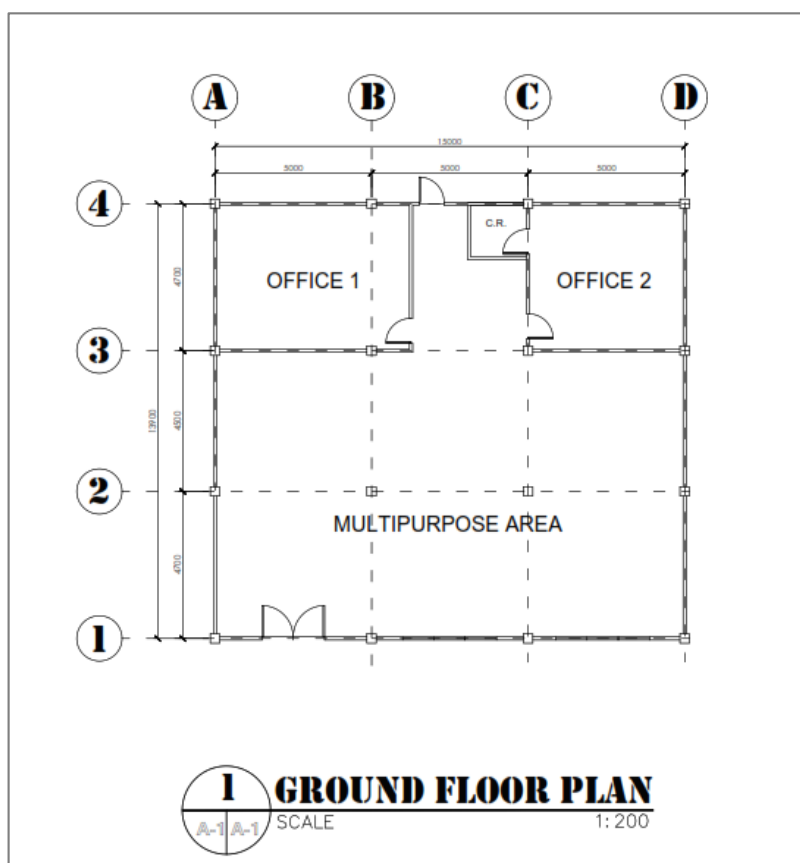 A B C D
15000
5000 5000 5000
4
C.R.
OFFICE 1 OFFICE 2
4700
3
13900
4500
2
MULTIPURPOSE AREA
4700
1
1 GROUND FLOOR PLAN
A-1 A-1 SCALE 1:200